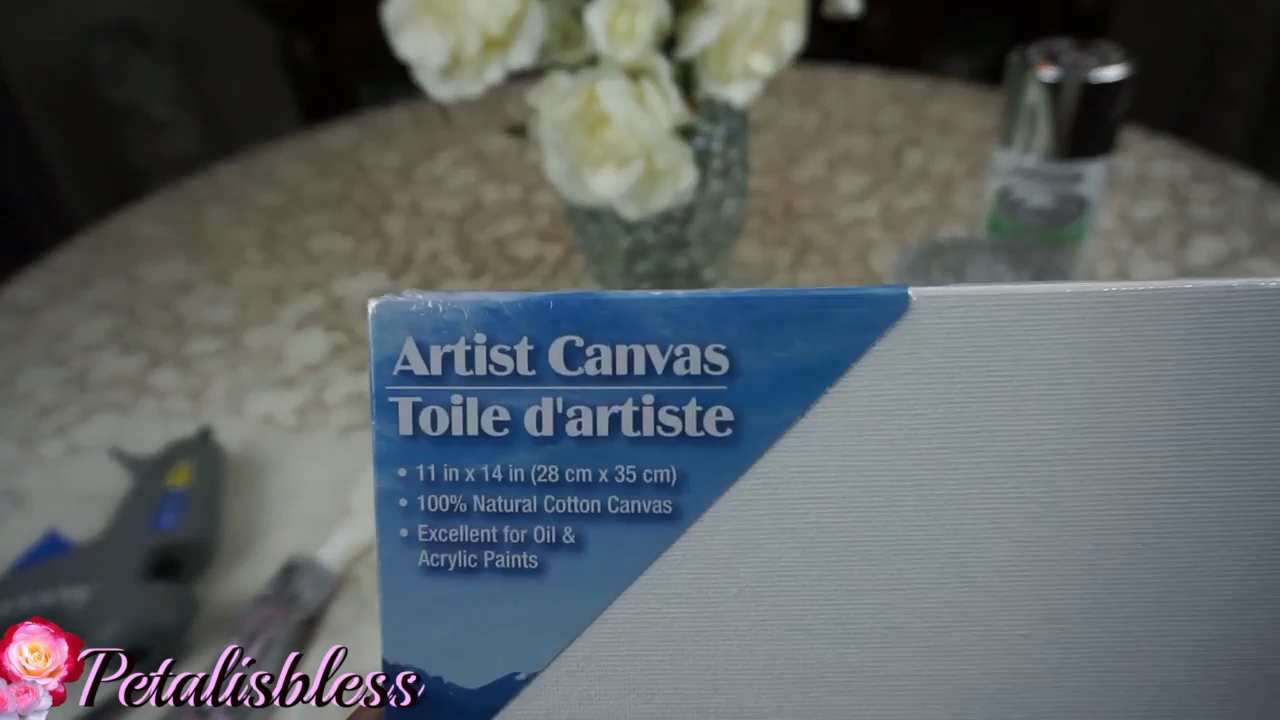 Artist Canvas
Toile d'artiste
• 11 in x 14 in (28 cm x 35 cm)
• 100% Natural Cotton Canvas
• Excellent for Oil &
Acrylic Paints
Petalisbless